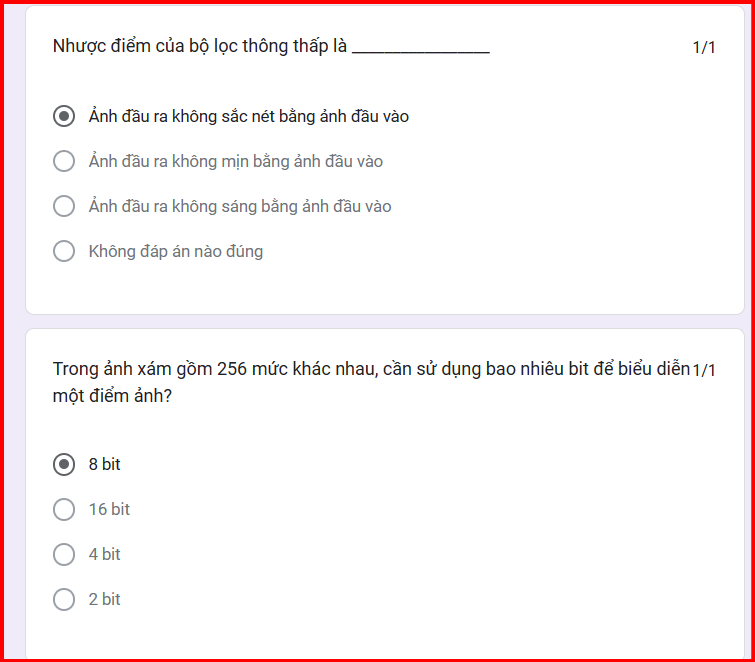 Nhược điểm của bộ lọc thông thấp là _________________ 1/1
Ảnh đầu ra không sắc nét bằng ảnh đầu vào
Ảnh đầu ra không mịn bằng ảnh đầu vào
Ảnh đầu ra không sáng bằng ảnh đầu vào
Không đáp án nào đúng
Trong ảnh xám gồm 256 mức khác nhau, cần sử dụng bao nhiêu bit để biểu diễn 1/1
một điểm ảnh?
8 bit
16 bit
4 bit
2 bit